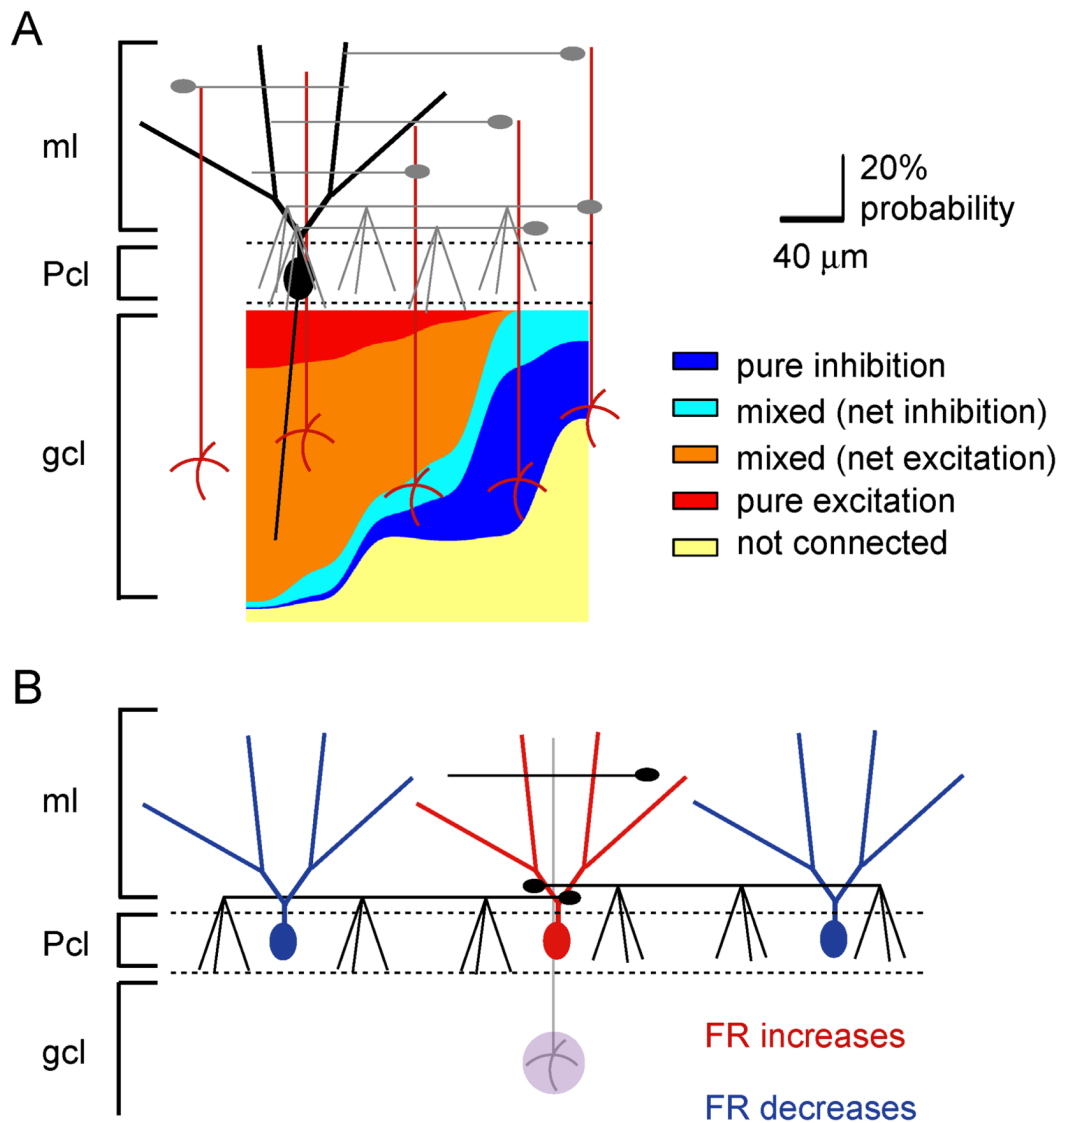 A
ml
20%
probability
40 μm
Pcl
pure inhibition
mixed (net inhibition)
gcl
mixed (net excitation)
pure excitation
not connected
B
ml
Pcl
FR increases
gcl
FR decreases